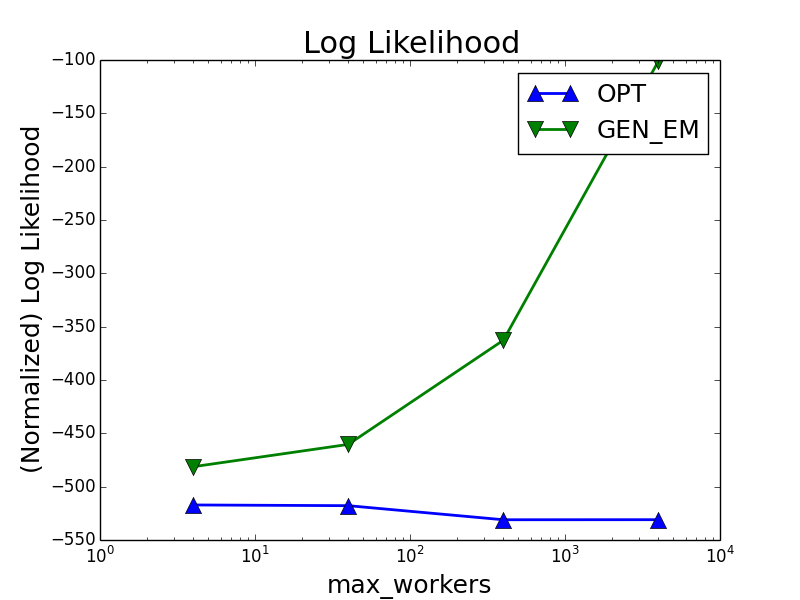 Log Likelihood
(Normalized) Log Likelihood
−100
−150
−200
−250
−300
−350
−400
−450
−500
−550
OPT
GEN_EM
10^0 10^1 10^2 10^3 10^4
max_workers